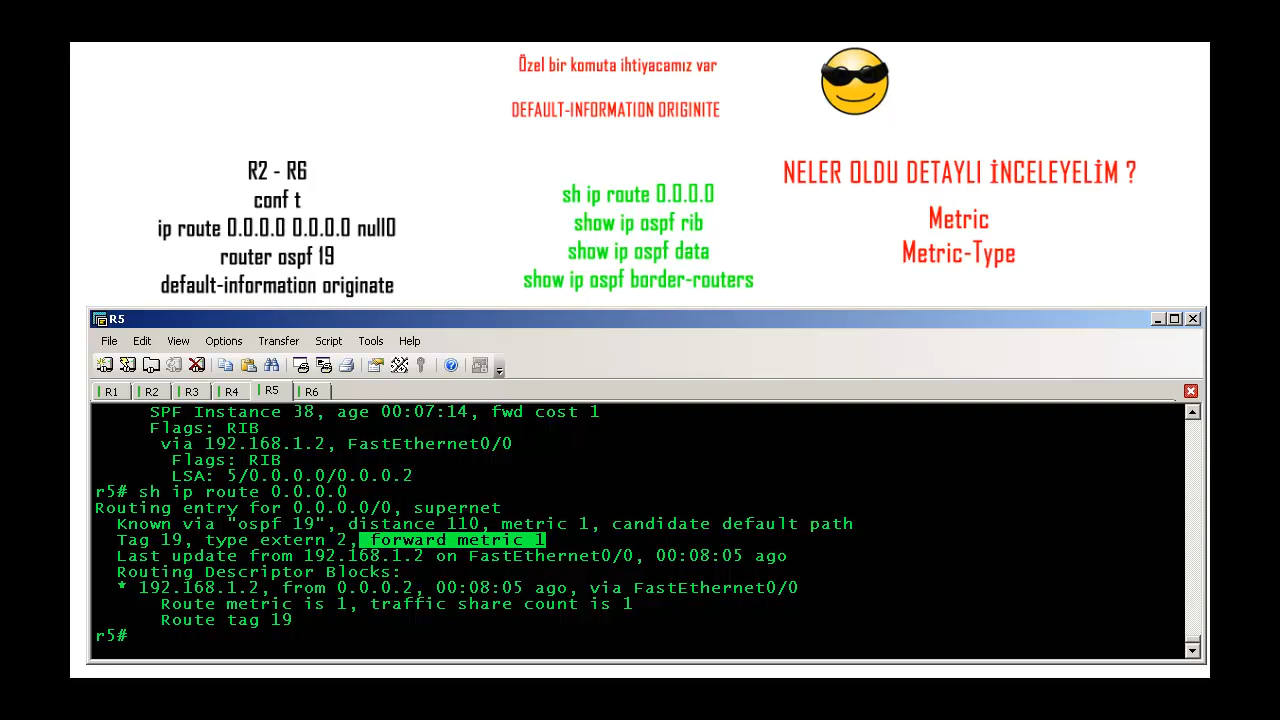 Özel bir komuta ihtiyacımız var
DEFAULT-INFORMATION ORIGINITE
R2 - R6
conf t
ip route 0.0.0.0 0.0.0.0 null0
router ospf 19
default-information originate
sh ip route 0.0.0.0
show ip ospf rib
show ip ospf data
show ip ospf border-routers
NELER OLDU DETAYLI İNCELEYELİM ?
Metric
Metric-Type
R5
File Edit View Options Transfer Script Tools Help
R1 R2 R3 R4 R5 R6
SPF Instance 38, age 00:07:14, fwd cost 1
Flags: RIB
via 192.168.1.2, FastEthernet0/0
Flags: RIB
LSA: 5/0.0.0.0/0.0.0.2
r5# sh ip route 0.0.0.0
Routing entry for 0.0.0.0/0, supernet
Known via "ospf 19", distance 110, metric 1, candidate default path
Tag 19, type extern 2, forward metric 1
Last update from 192.168.1.2 on FastEthernet0/0, 00:08:05 ago
Routing Descriptor Blocks:
* 192.168.1.2, from 0.0.0.2, 00:08:05 ago, via FastEthernet0/0
Route metric is 1, traffic share count is 1
Route tag 19
r5#